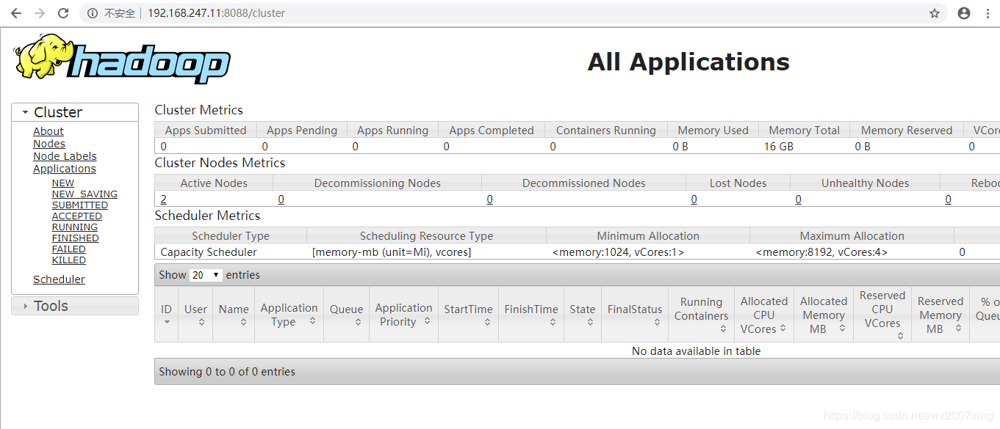 不安全 192.168.247.11:8088/cluster
hadoop
All Applications
Cluster
About
Nodes
Node Labels
Applications
NEW
NEW_SAVING
SUBMITTED
ACCEPTED
RUNNING
FINISHED
FAILED
KILLED
Scheduler
Tools
Cluster Metrics
Apps Submitted Apps Pending Apps Running Apps Completed Containers Running Memory Used Memory Total Memory Reserved
0 0 0 0 0 0 B 16 GB 0 B 0
Cluster Nodes Metrics
Active Nodes Decommissioning Nodes Decommissioned Nodes Lost Nodes Unhealthy Nodes
2 0 0 0 0 0
Scheduler Metrics
Scheduler Type Scheduling Resource Type Minimum Allocation Maximum Allocation
Capacity Scheduler [memory-mb (unit=Mi), vcores] <memory:1024, vCores:1> <memory:8192, vCores:4> 0
Show 20 entries
ID User Name Application Type Queue Application Priority StartTime FinishTime State FinalStatus Running Containers Allocated CPU VCores Allocated Memory MB Reserved CPU VCores Reserved Memory MB % o
No data available in table
Showing 0 to 0 of 0 entries
https://blog.csdn.net/wx2007xing